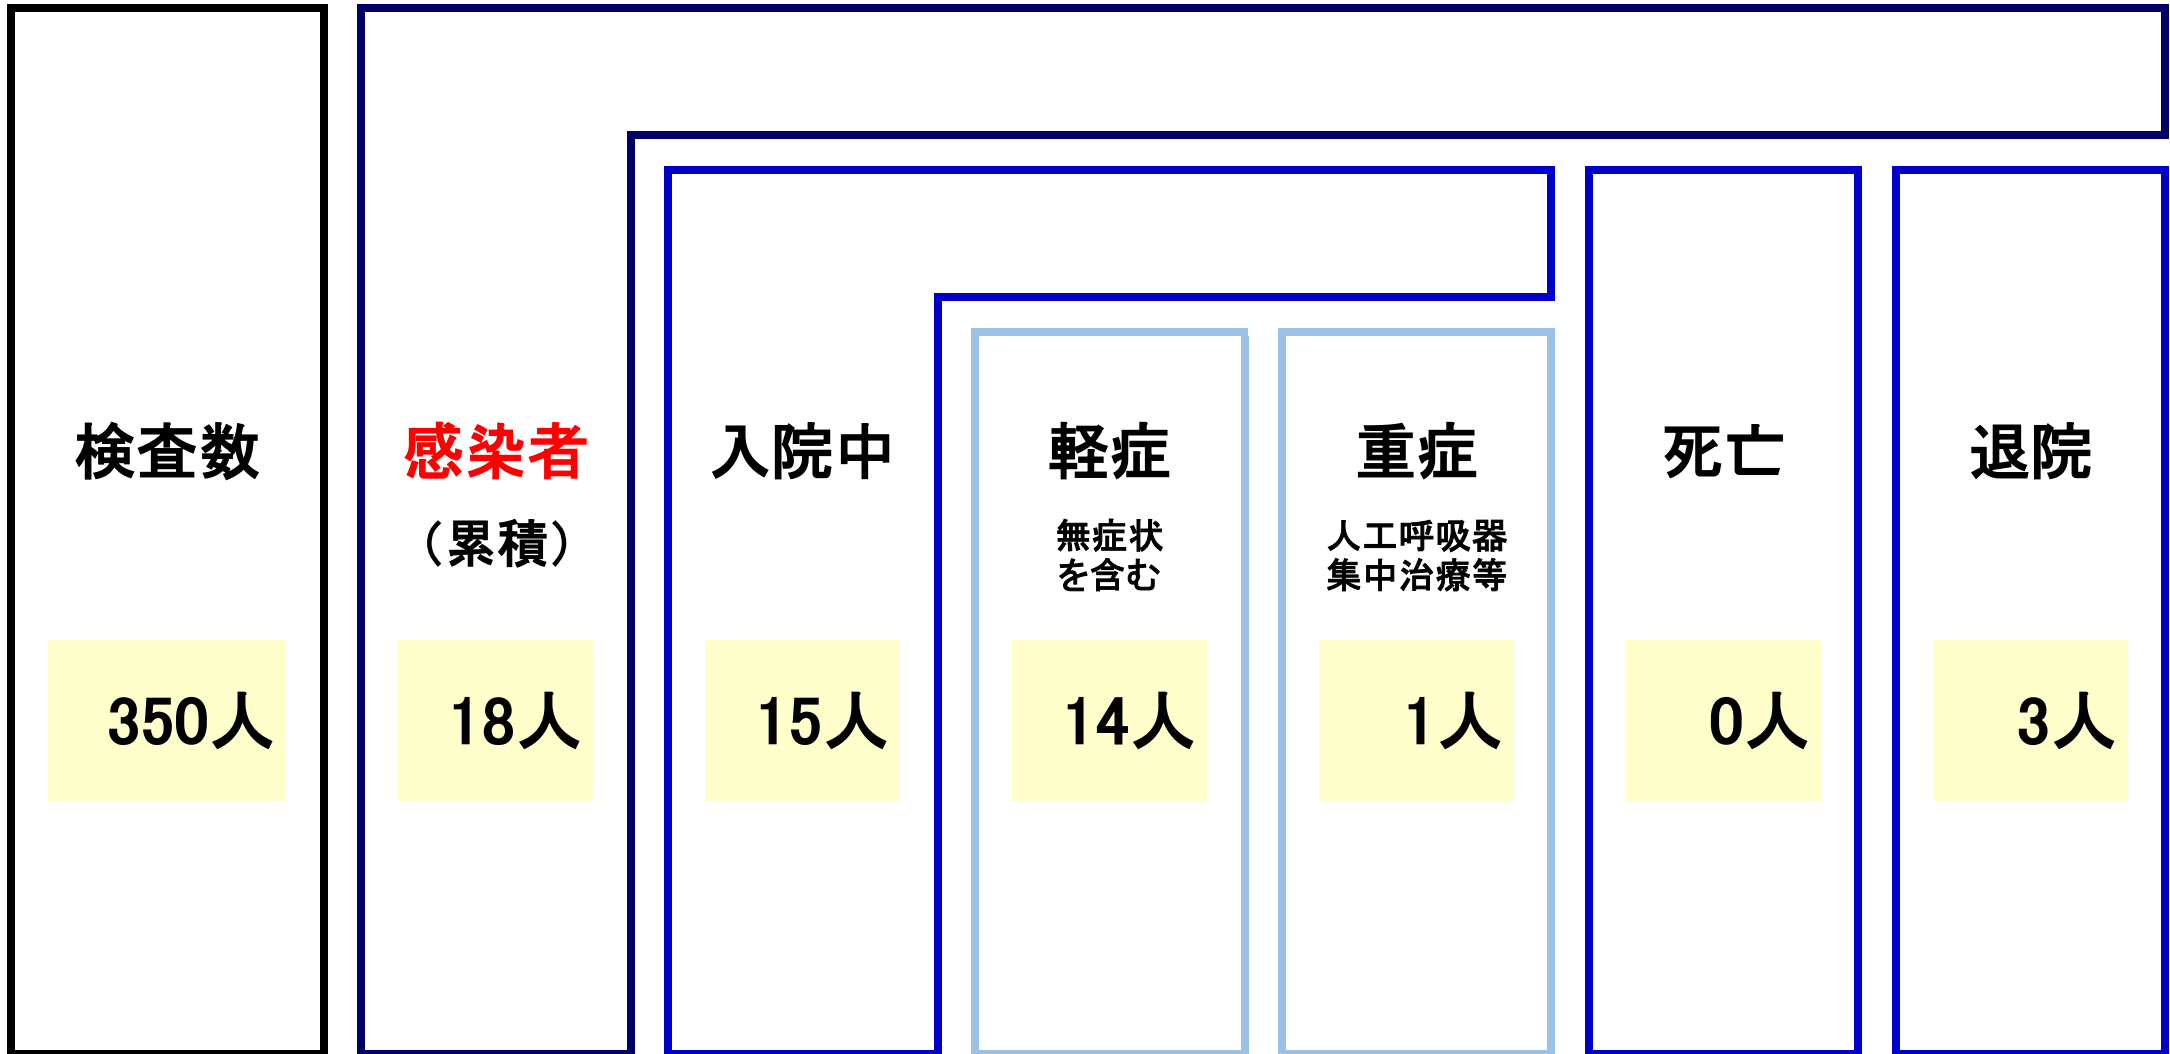 検査数
350人
感染者
（累積）
18人
入院中
15人
軽症
無症状
を含む
14人
重症
人工呼吸器
集中治療等
1人
死亡
0人
退院
3人